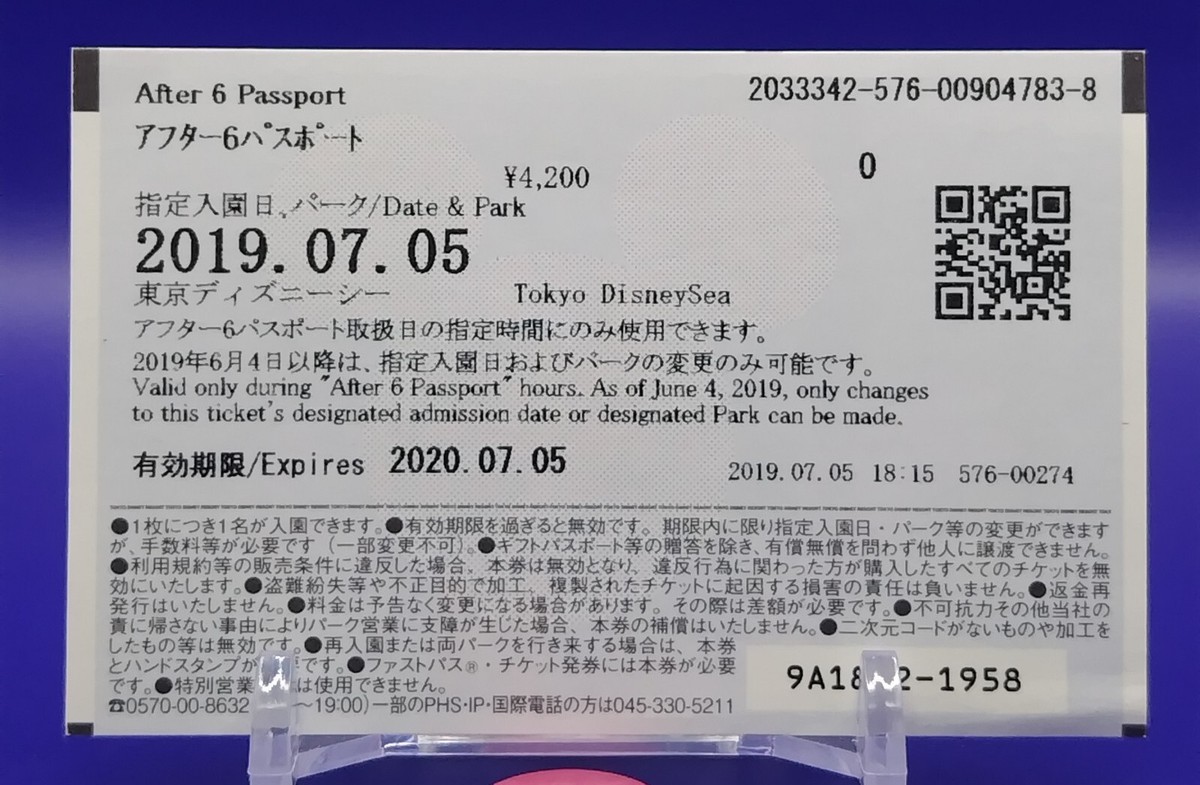 After 6 Passport
2033342-576-00904783-8
アフター6パスポート
0
¥4,200
指定入園日、パーク/Date & Park
2019.07.05
東京ディズニーシー Tokyo DisneySea
アフター6パスポート取扱日の指定時間にのみ使用できます。
2019年6月4日以降は、指定入園日およびパークの変更のみ可能です。
Valid only during "After 6 Passport" hours. As of June 4, 2019, only changes
to this ticket's designated admission date or designated Park can be made.
有効期限/Expires 2020.07.05
2019.07.05 18:15 576-00274
●1枚につき1名が入園できます。●有効期限を過ぎると無効です。期限内に限り指定入園日・パーク等の変更ができます
が、手数料等が必要です（一部変更不可）。●ギフトパスポート等の贈答を除き、有償無償を問わず他人に譲渡できません。
●利用規約等の販売条件に違反した場合、本券は無効となり、違反行為に関わった方が購入したすべてのチケットを無
効にいたします。●盗難紛失等や不正目的で加工、複製されたチケットに起因する損害の責任は負いません。●返金再
発行はいたしません。●料金は予告なく変更になる場合があります。その際は差額が必要です。●不可抗力その他当社の
責に帰さない事由によりパーク営業に支障が生じた場合、本券の補償はいたしません。●二次元コードがないものや加工を
したもの等は無効です。●再入園または両パークを行き来する場合は、本券
とハンドスタンプが 要です。●ファストパス®・チケット発券には本券が必要
です。●特別営業 は使用できません。
☎0570-00-8632 ～19:00）一部のPHS・IP・国際電話の方は045-330-5211
9A18 2-1958